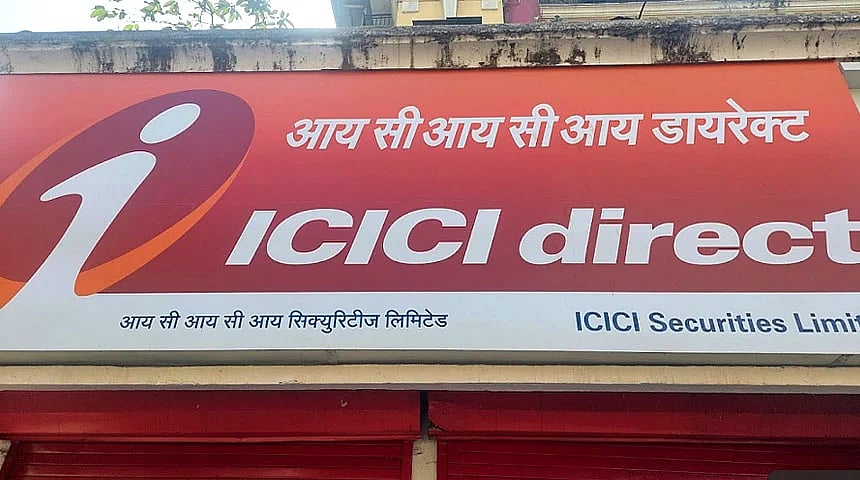 आय सी आय सी आय डायरेक्ट
ICICI direct
आय सी आय सी आय सिक्युरिटीज लिमिटेड
ICICI Securities